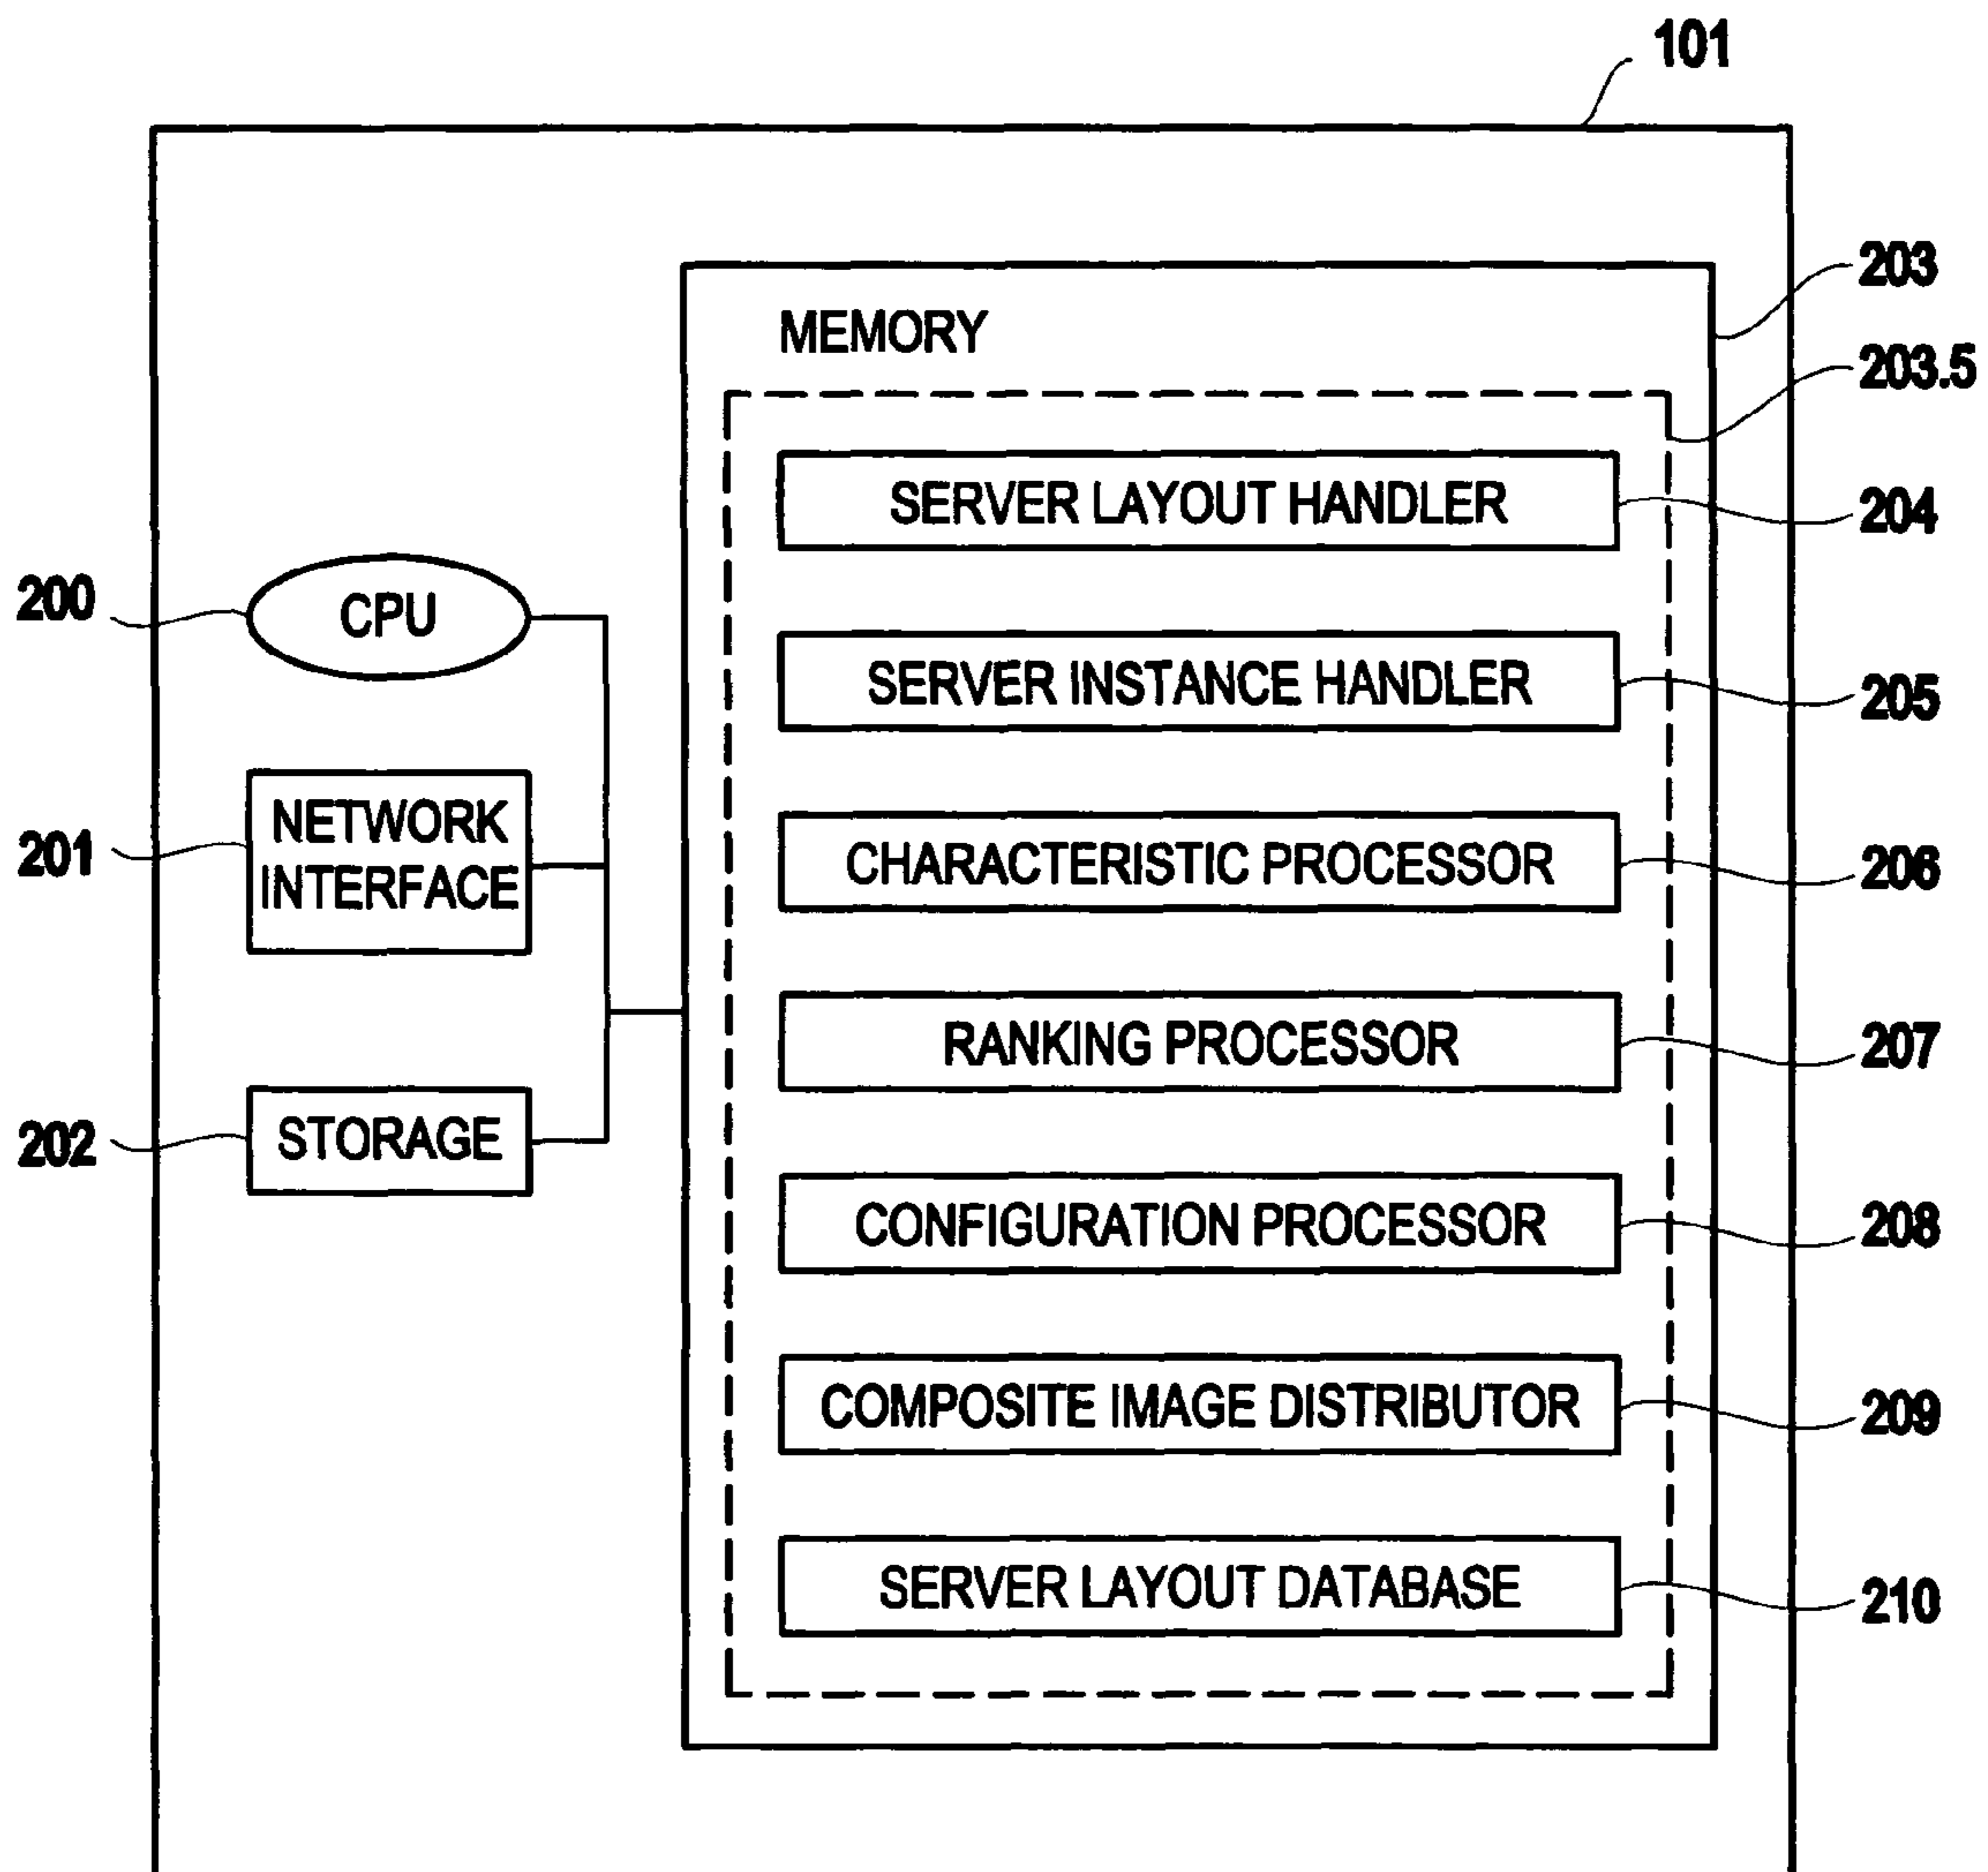 101
203
MEMORY
203.5
SERVER LAYOUT HANDLER
204
200
CPU
SERVER INSTANCE HANDLER
205
201
NETWORK
INTERFACE
CHARACTERISTIC PROCESSOR
206
RANKING PROCESSOR
207
202
STORAGE
CONFIGURATION PROCESSOR
208
COMPOSITE IMAGE DISTRIBUTOR
209
SERVER LAYOUT DATABASE
210